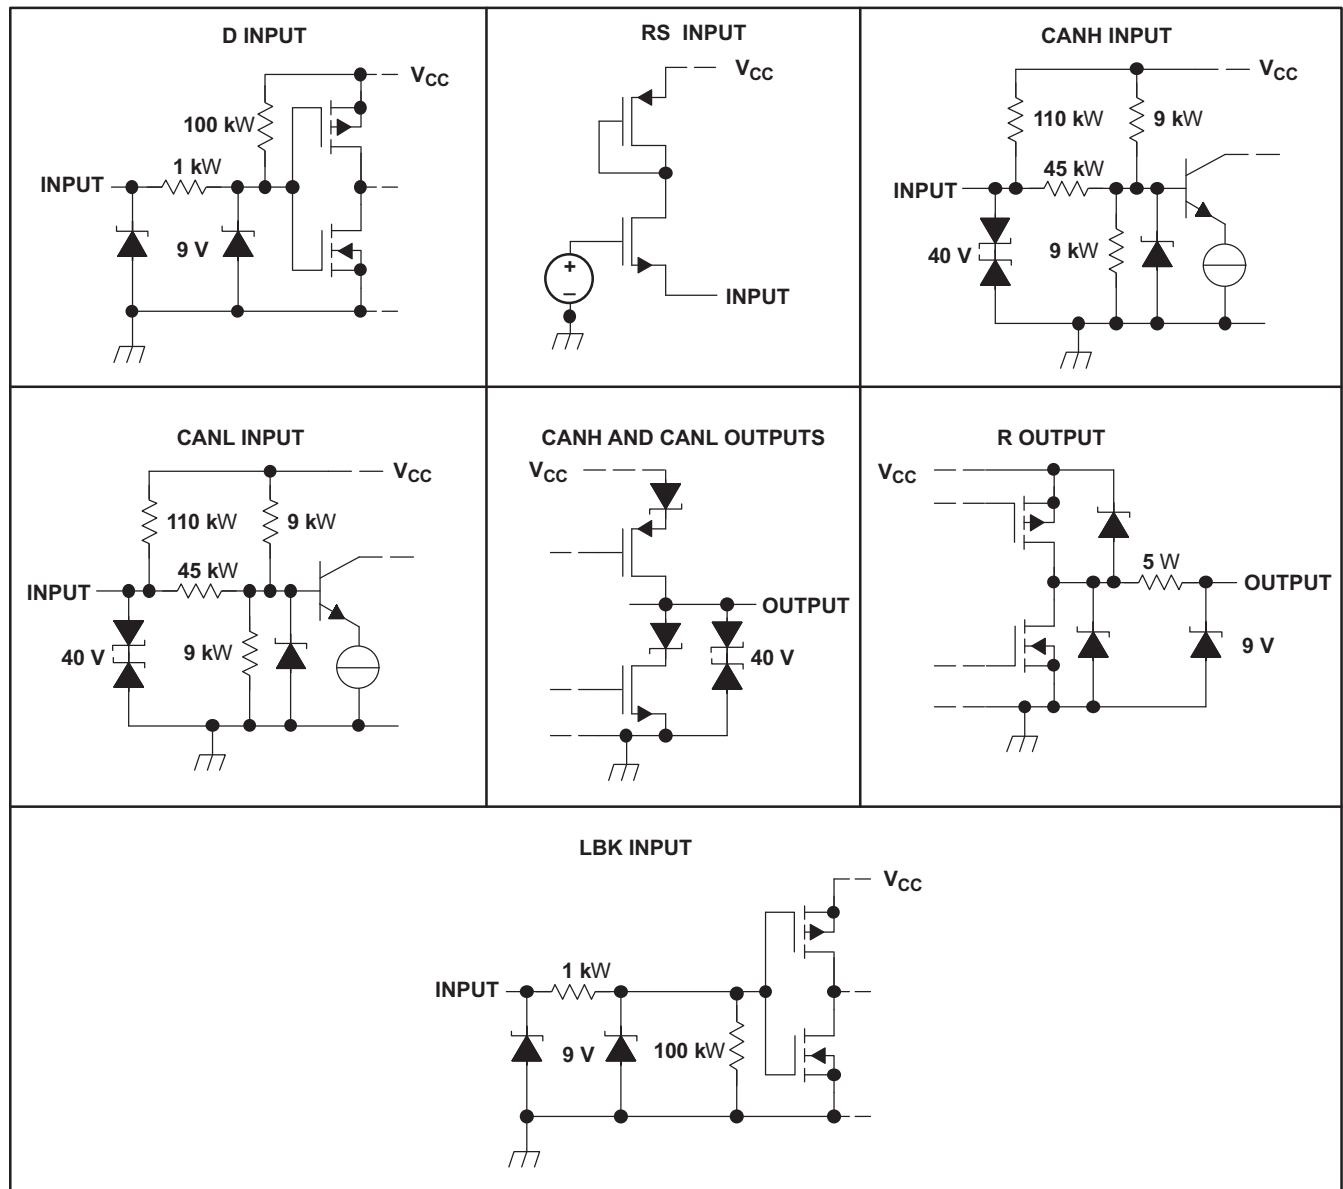 D INPUT
V_CC
100 kW
1 kW
INPUT
9 V
RS INPUT
V_CC
+
−
INPUT
CANH INPUT
V_CC
110 kW
9 kW
45 kW
INPUT
40 V
9 kW
CANL INPUT
V_CC
110 kW
9 kW
45 kW
INPUT
40 V
9 kW
CANH AND CANL OUTPUTS
V_CC
OUTPUT
40 V
R OUTPUT
V_CC
5 W
OUTPUT
9 V
LBK INPUT
V_CC
1 kW
INPUT
9 V
100 kW